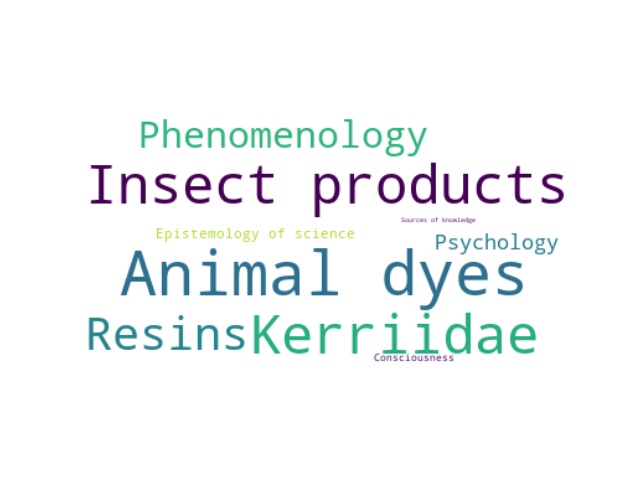 Phenomenology
Insect products
Sources of knowledge
Epistemology of science
Psychology
Animal dyes
Resins
Kerriidae
Consciousness